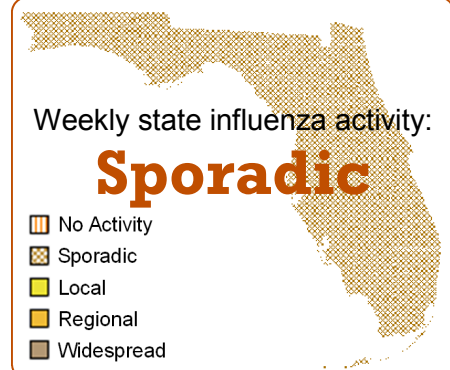 Weekly state influenza activity:
Sporadic
No Activity
Sporadic
Local
Regional
Widespread